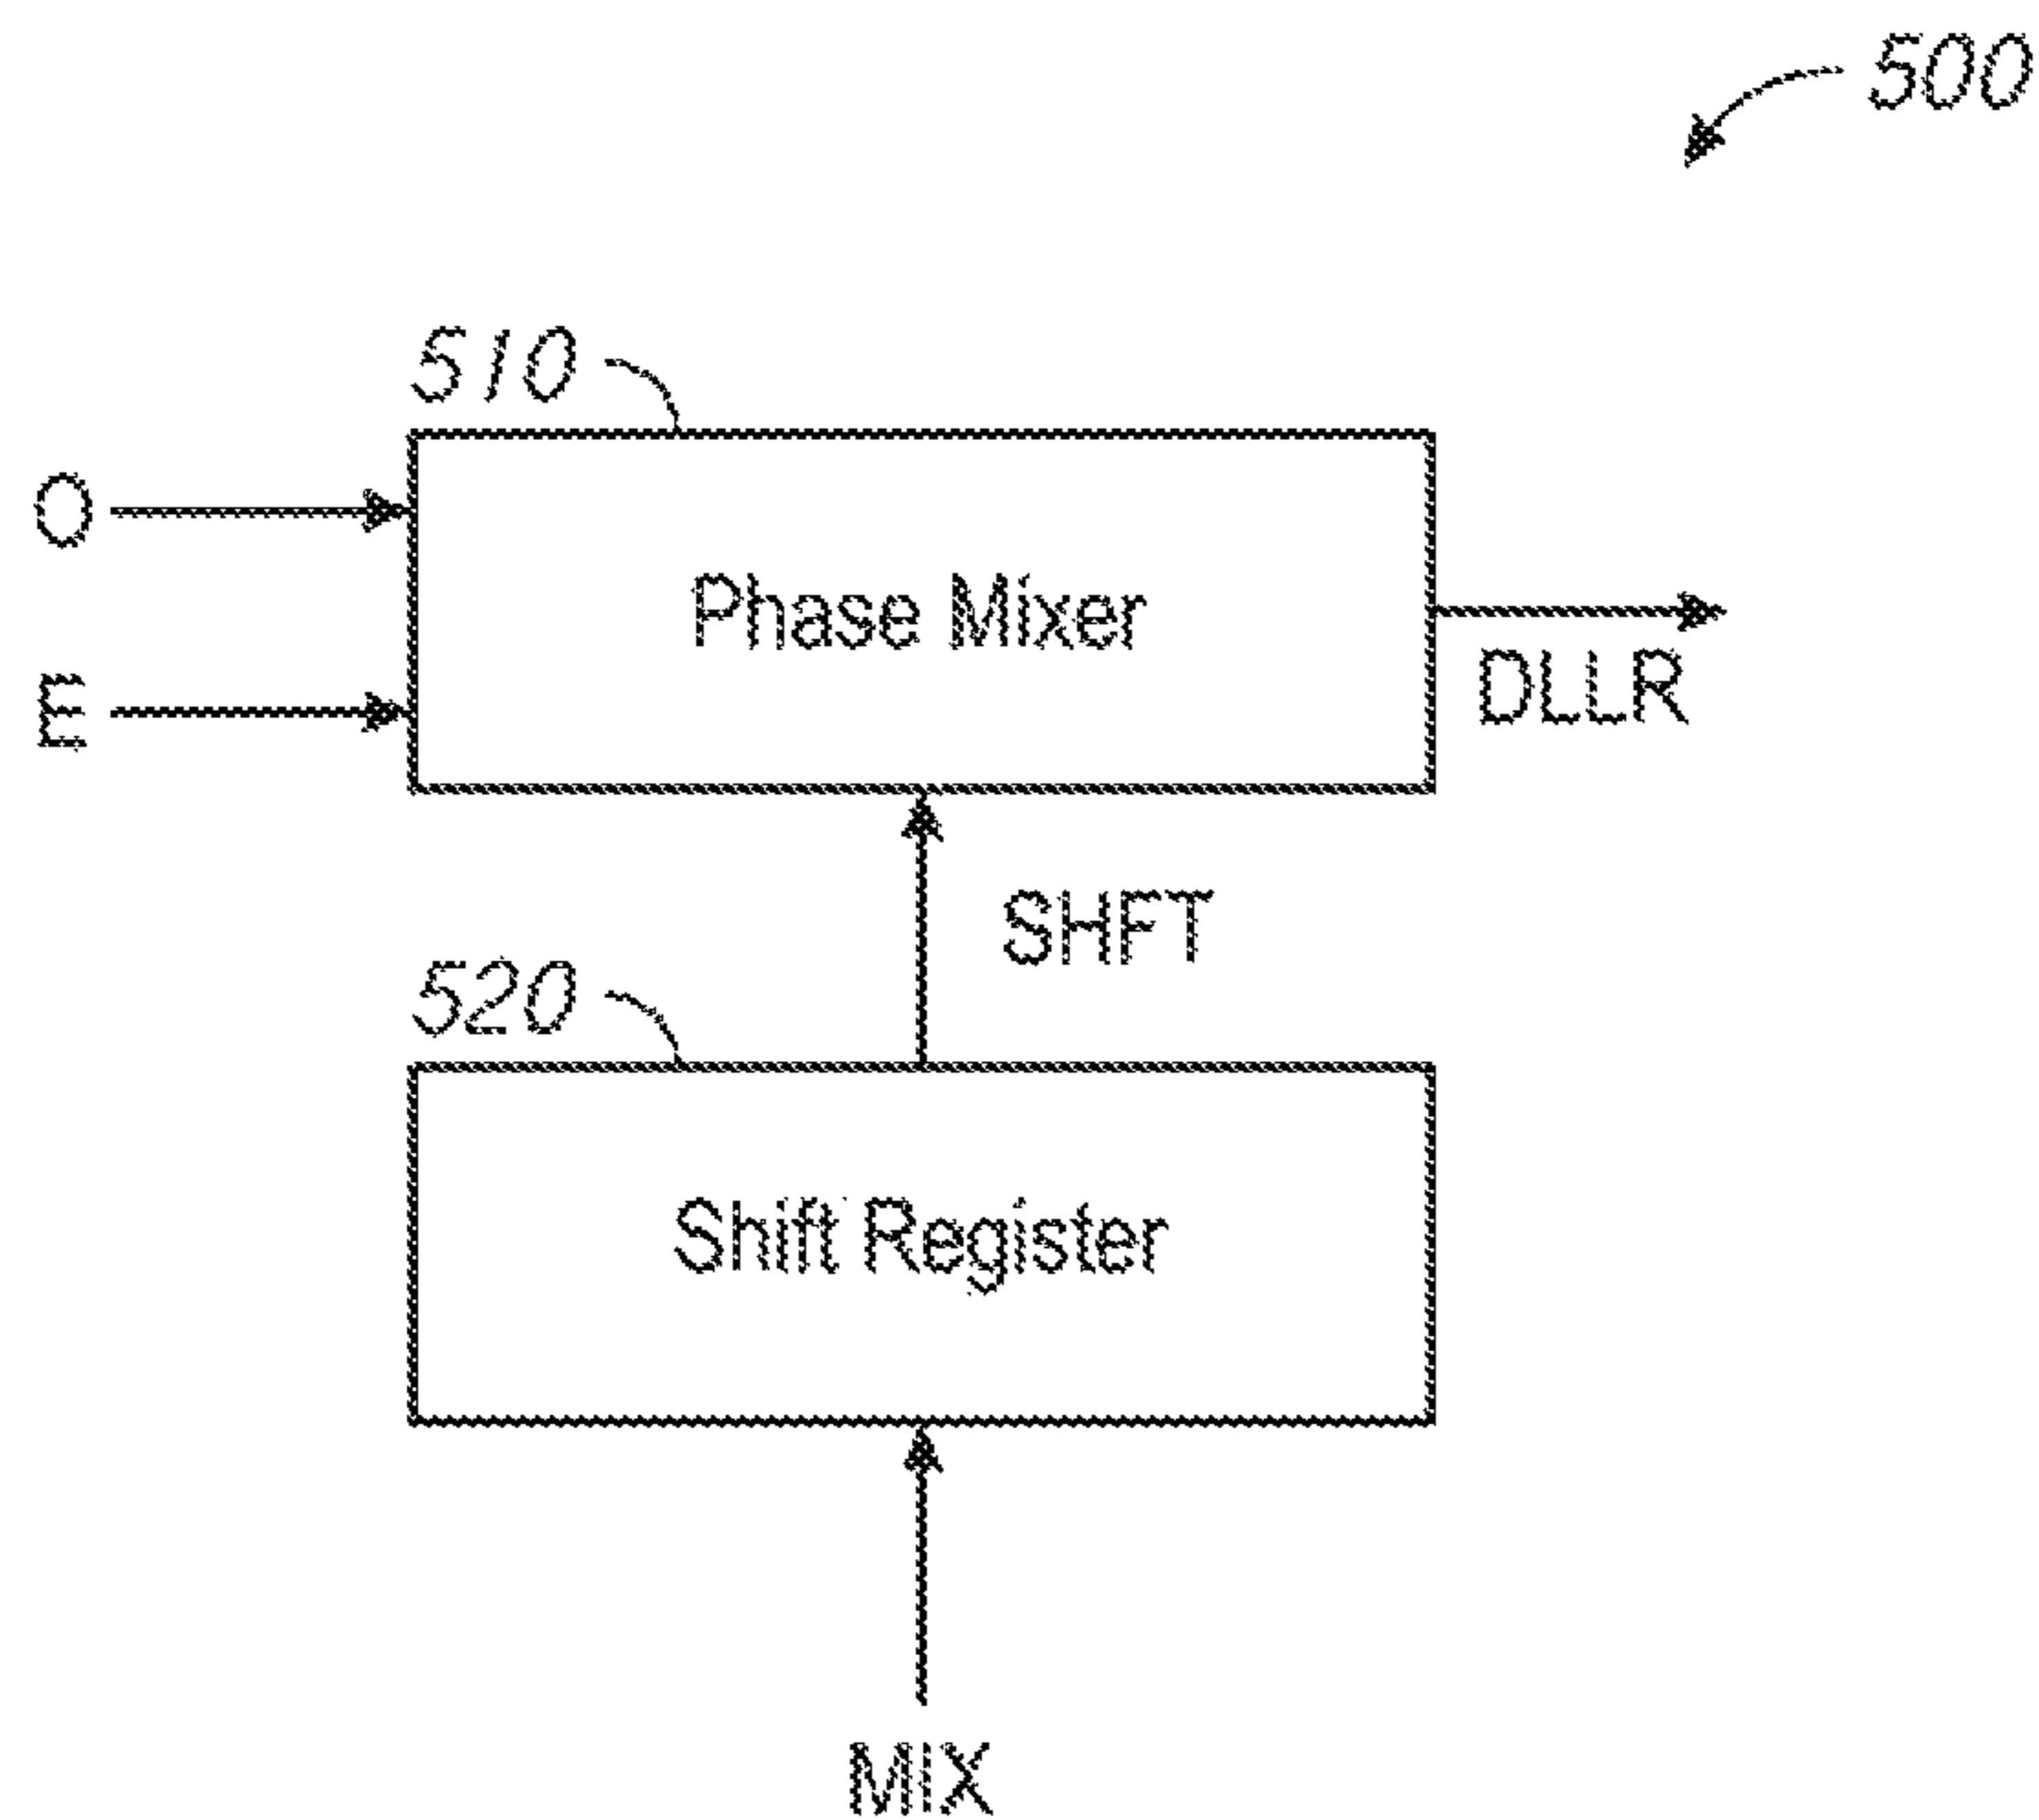 500
510
O
Phase Mixer
E
DLLR
SHFT
520
Shift Register
MIX